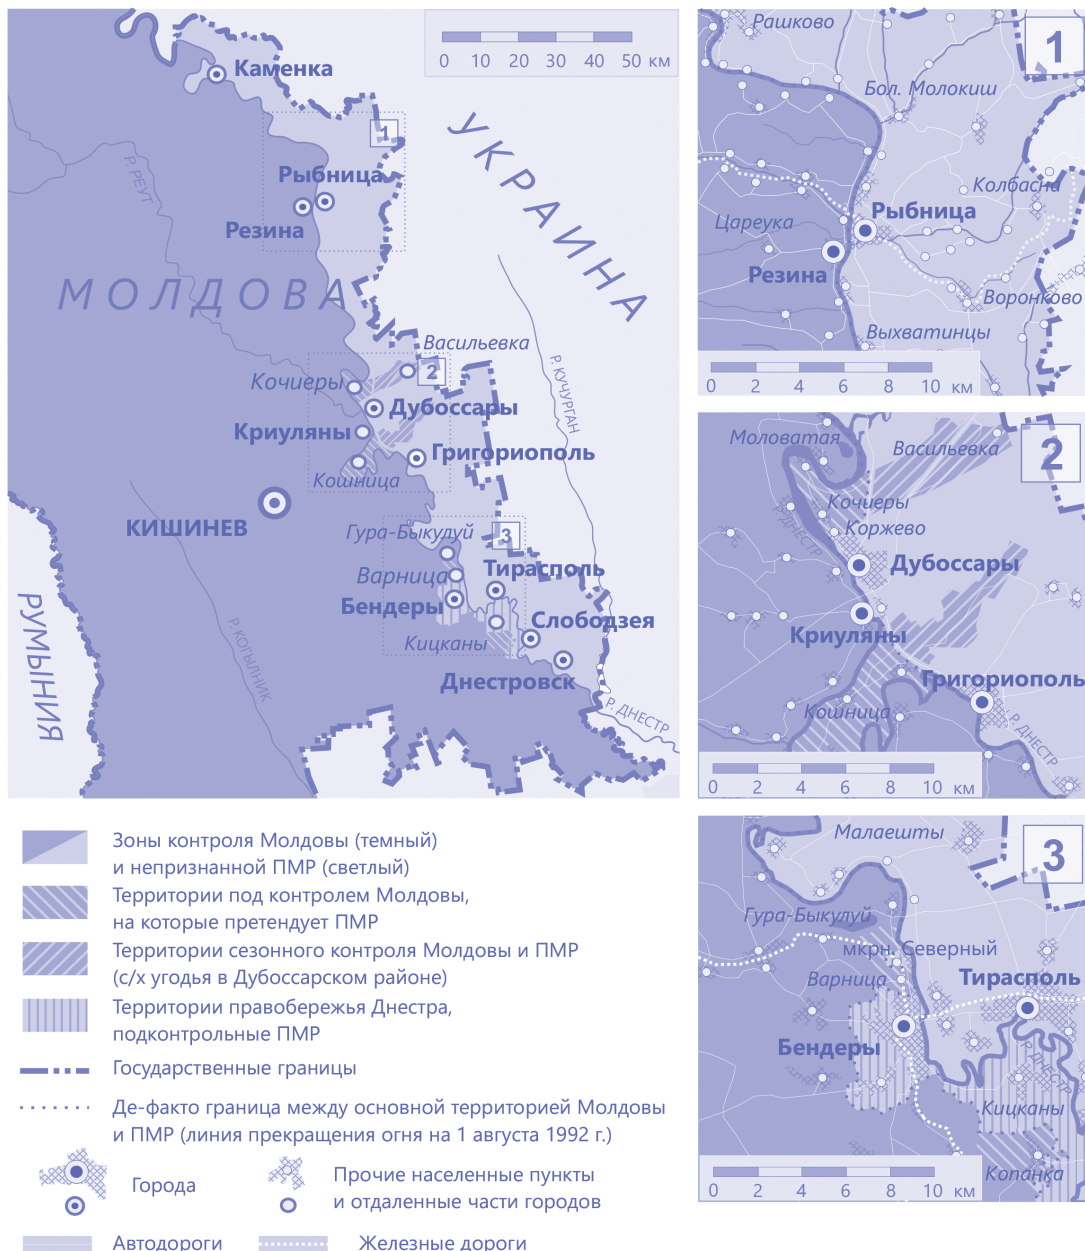 0 10 20 30 40 50 км
Каменка
1
УКРАИНА
Р. РЕУТ
Рыбница
Резина
МОЛДОВА
Васильевка
2
Р. КУЧУРГАН
Кочиеры
Дубоссары
Криуляны
Григориополь
Кошница
КИШИНЕВ
Гура-Быкулуй
3
Варница
Тирасполь
Бендеры
Слободзея
Кицканы
Днестровск
РУМЫНИЯ
Р. КОГЫЛНИК
Р. ДНЕСТР
Рашково
1
Бол. Молокиш
Колбасна
Рыбница
Цареука
Резина
Воронково
Выхватинцы
0 2 4 6 8 10 км
Моловатая
Васильевка
2
Кочиеры
Р. ДНЕСТР
Коржево
Дубоссары
Криуляны
Григориополь
Кошница
Р. ДНЕСТР
0 2 4 6 8 10 км
Малаешты
3
Гура-Быкулуй
мкрн. Северный
Варница
Тирасполь
Бендеры
Р. ДНЕСТР
Кицканы
Копанка
0 2 4 6 8 10 км
Зоны контроля Молдовы (темный)
и непризнанной ПМР (светлый)
Территории под контролем Молдовы,
на которые претендует ПМР
Территории сезонного контроля Молдовы и ПМР
(с/х угодья в Дубоссарском районе)
Территории правобережья Днестра,
подконтрольные ПМР
Государственные границы
Де-факто граница между основной территорией Молдовы
и ПМР (линия прекращения огня на 1 августа 1992 г.)
Города
Прочие населенные пункты
и отдаленные части городов
Автодороги
Железные дороги